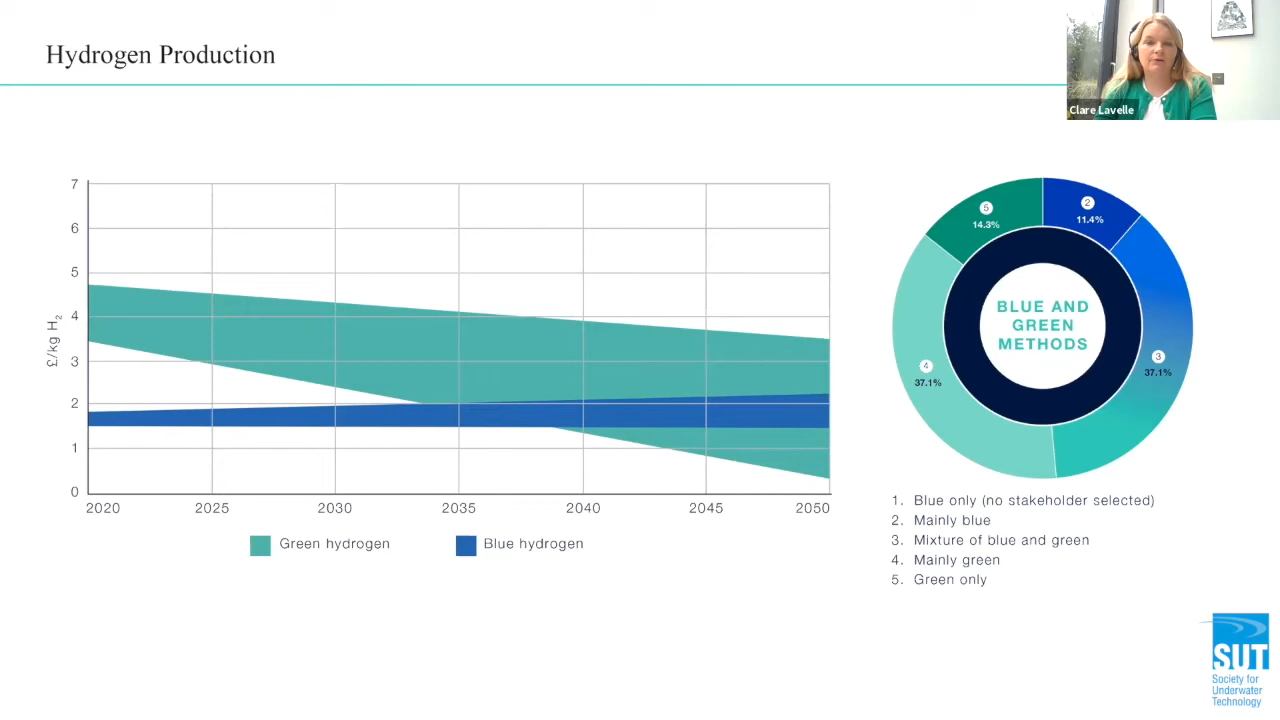 Hydrogen Production
Clare Lavelle
7
6
5
4
3
2
1
0
£/kg H₂
2020
2025
2030
2035
2040
2045
2050
Green hydrogen
Blue hydrogen
5
14.3%
2
11.4%
BLUE AND
GREEN
METHODS
3
37.1%
4
37.1%
1. Blue only (no stakeholder selected)
2. Mainly blue
3. Mixture of blue and green
4. Mainly green
5. Green only
SUT
Society for
Underwater
Technology